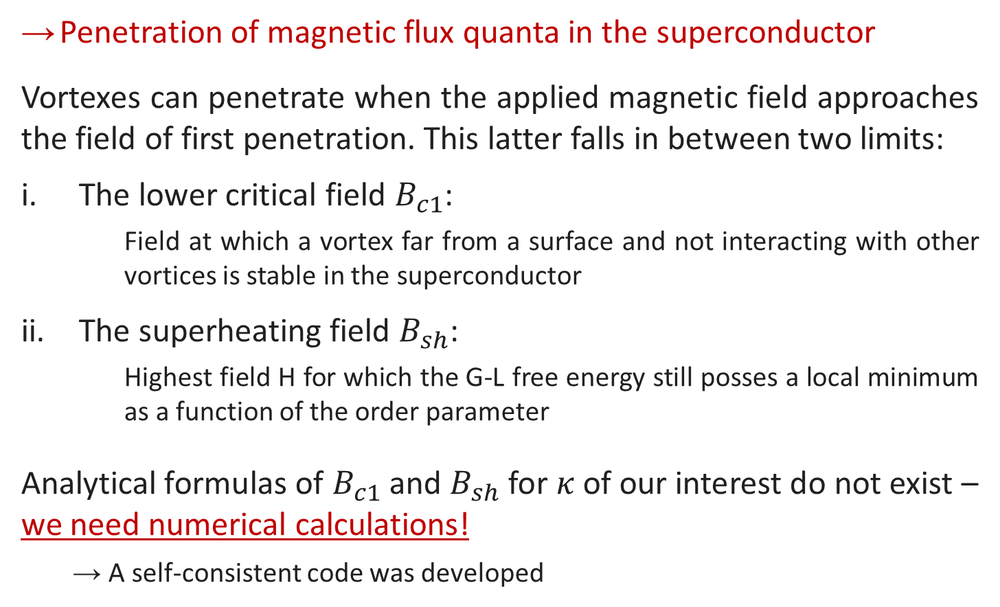 → Penetration of magnetic flux quanta in the superconductor
Vortexes can penetrate when the applied magnetic field approaches
the field of first penetration. This latter falls in between two limits:
i. The lower critical field B_{c1}:
Field at which a vortex far from a surface and not interacting with other
vortices is stable in the superconductor
ii. The superheating field B_{sh}:
Highest field H for which the G-L free energy still posses a local minimum
as a function of the order parameter
Analytical formulas of B_{c1} and B_{sh} for κ of our interest do not exist –
we need numerical calculations!
→ A self-consistent code was developed